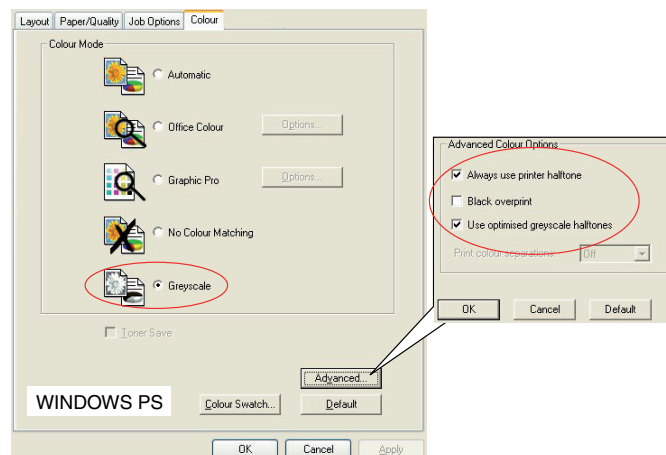 Layout Paper/Quality Job Options Colour
Colour Mode
Automatic
Office Colour Options...
Graphic Pro Options...
No Colour Matching
Greyscale
Toner Save
Advanced...
WINDOWS PS Colour Swatch... Default
OK Cancel Apply
Advanced Colour Options
Always use printer halftone
Black overprint
Use optimised greyscale halftones
Print colour separations: Off
OK Cancel Default